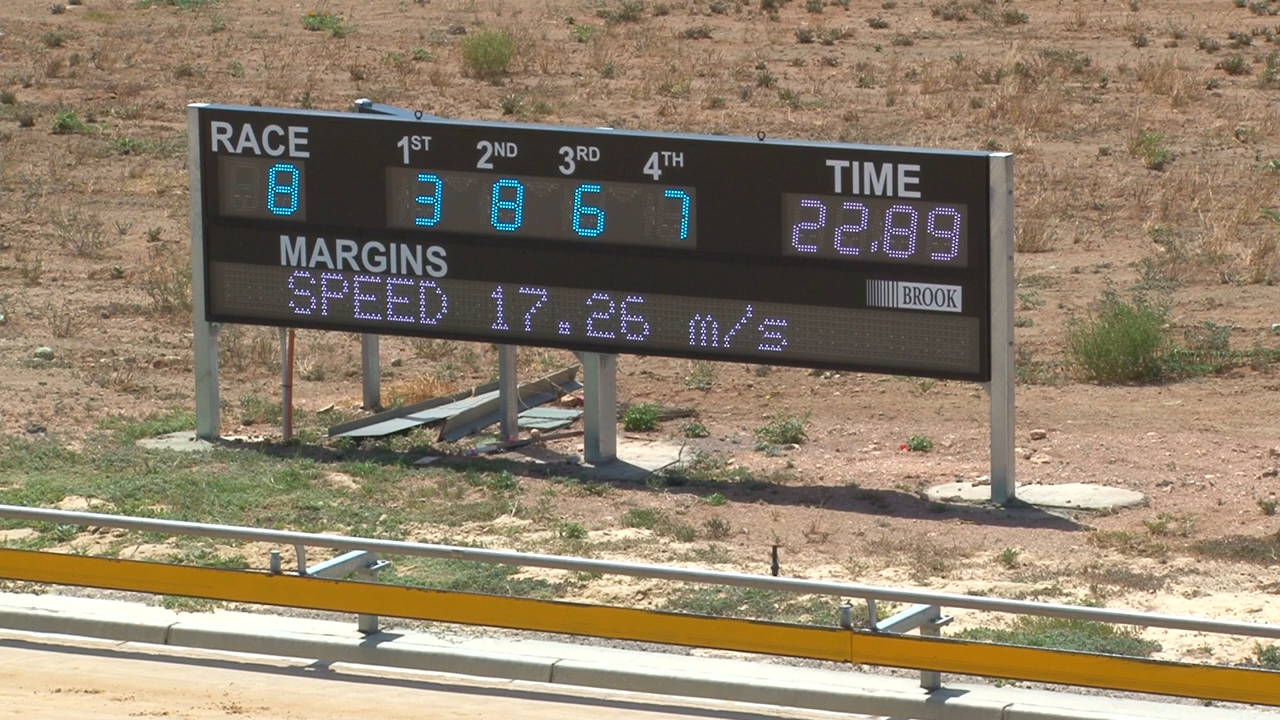 RACE 1ST 2ND 3RD 4TH TIME
8 3 8 6 7 22.89
MARGINS
BROOK
SPEED 17.26 m/s